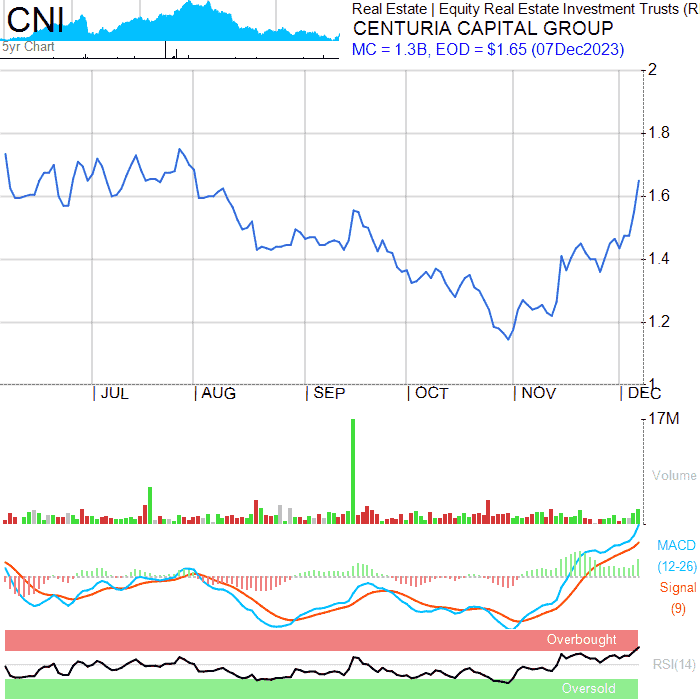 CNI
5yr Chart
Real Estate | Equity Real Estate Investment Trusts (R
CENTURIA CAPITAL GROUP
MC = 1.3B, EOD = $1.65 (07Dec2023)
2
1.8
1.6
1.4
1.2
1
JUL AUG SEP OCT NOV DEC
17M
Volume
MACD
(12-26)
Signal
(9)
Overbought
RSI(14)
Oversold